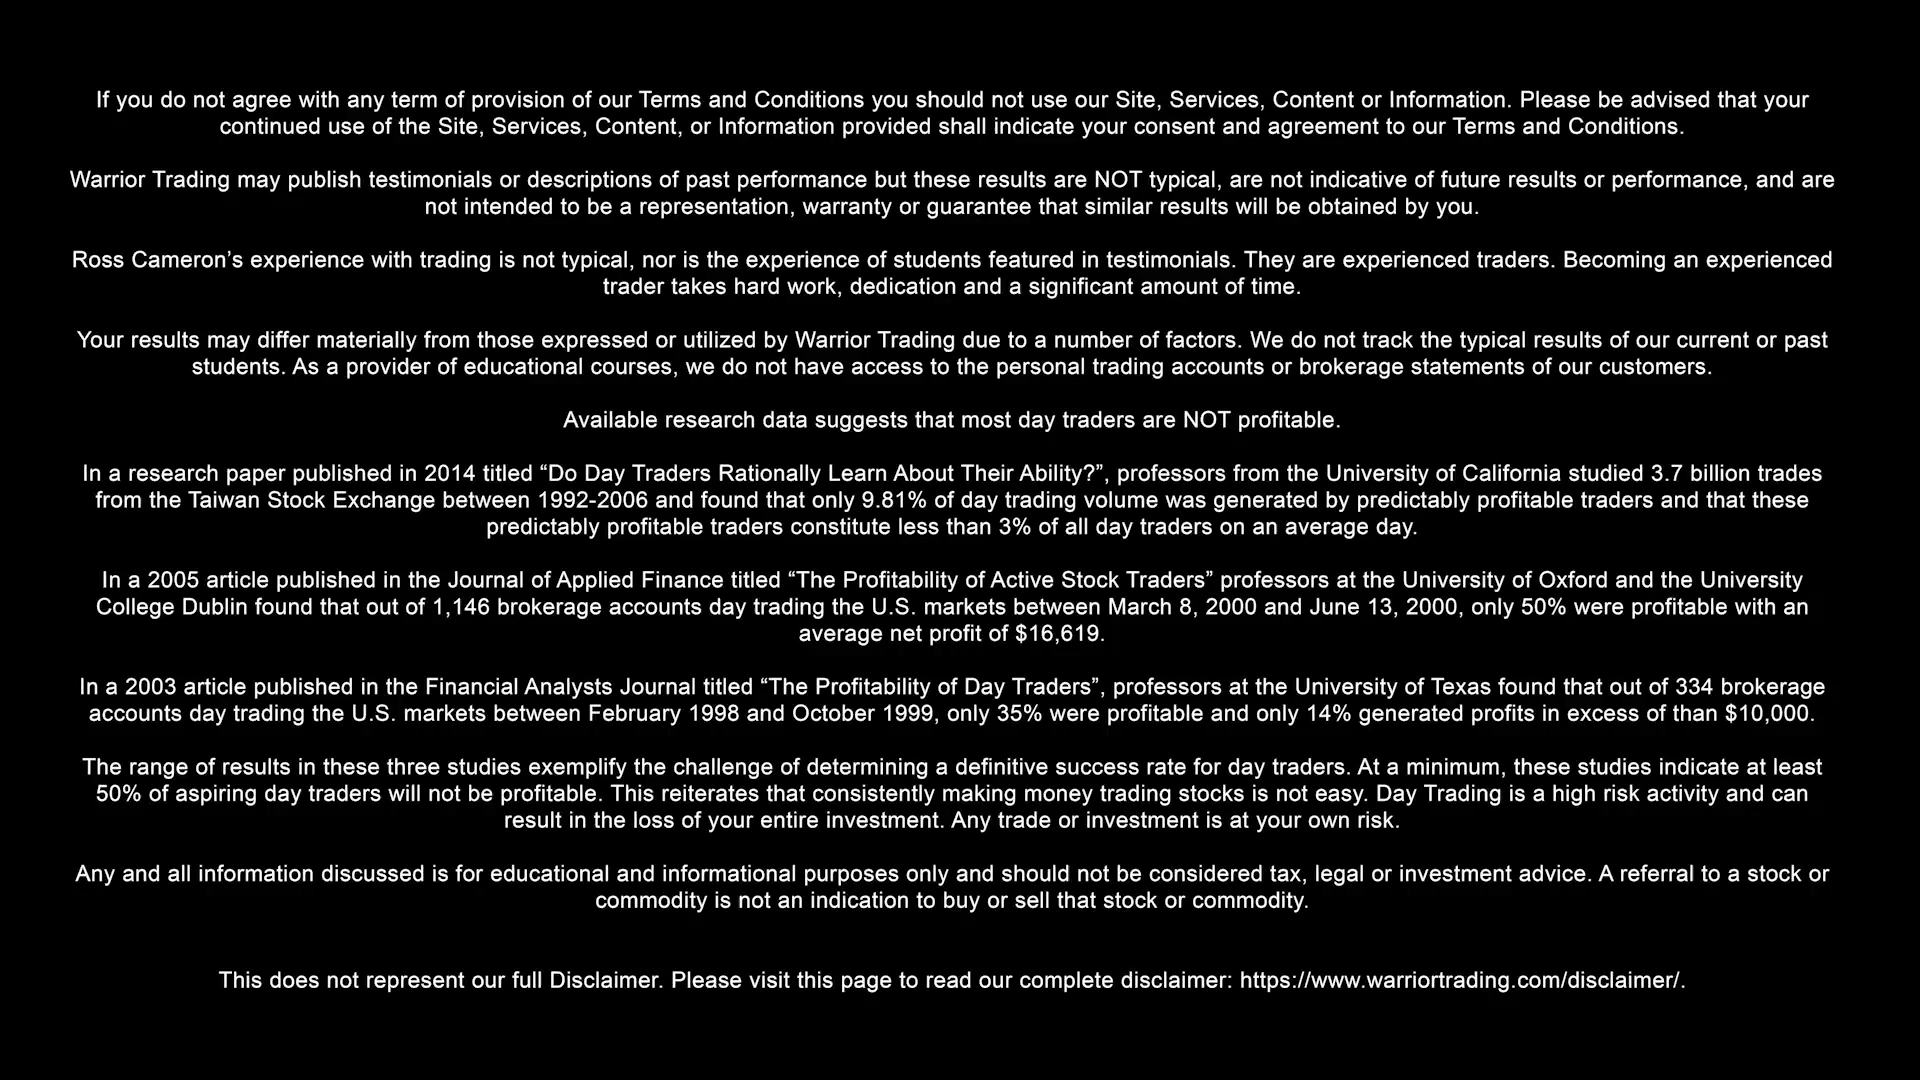 If you do not agree with any term of provision of our Terms and Conditions you should not use our Site, Services, Content or Information. Please be advised that your
continued use of the Site, Services, Content, or Information provided shall indicate your consent and agreement to our Terms and Conditions.
Warrior Trading may publish testimonials or descriptions of past performance but these results are NOT typical, are not indicative of future results or performance, and are
not intended to be a representation, warranty or guarantee that similar results will be obtained by you.
Ross Cameron’s experience with trading is not typical, nor is the experience of students featured in testimonials. They are experienced traders. Becoming an experienced
trader takes hard work, dedication and a significant amount of time.
Your results may differ materially from those expressed or utilized by Warrior Trading due to a number of factors. We do not track the typical results of our current or past
students. As a provider of educational courses, we do not have access to the personal trading accounts or brokerage statements of our customers.
Available research data suggests that most day traders are NOT profitable.
In a research paper published in 2014 titled “Do Day Traders Rationally Learn About Their Ability?”, professors from the University of California studied 3.7 billion trades
from the Taiwan Stock Exchange between 1992-2006 and found that only 9.81% of day trading volume was generated by predictably profitable traders and that these
predictably profitable traders constitute less than 3% of all day traders on an average day.
In a 2005 article published in the Journal of Applied Finance titled “The Profitability of Active Stock Traders” professors at the University of Oxford and the University
College Dublin found that out of 1,146 brokerage accounts day trading the U.S. markets between March 8, 2000 and June 13, 2000, only 50% were profitable with an
average net profit of $16,619.
In a 2003 article published in the Financial Analysts Journal titled “The Profitability of Day Traders”, professors at the University of Texas found that out of 334 brokerage
accounts day trading the U.S. markets between February 1998 and October 1999, only 35% were profitable and only 14% generated profits in excess of than $10,000.
The range of results in these three studies exemplify the challenge of determining a definitive success rate for day traders. At a minimum, these studies indicate at least
50% of aspiring day traders will not be profitable. This reiterates that consistently making money trading stocks is not easy. Day Trading is a high risk activity and can
result in the loss of your entire investment. Any trade or investment is at your own risk.
Any and all information discussed is for educational and informational purposes only and should not be considered tax, legal or investment advice. A referral to a stock or
commodity is not an indication to buy or sell that stock or commodity.
This does not represent our full Disclaimer. Please visit this page to read our complete disclaimer: https://www.warriortrading.com/disclaimer/.